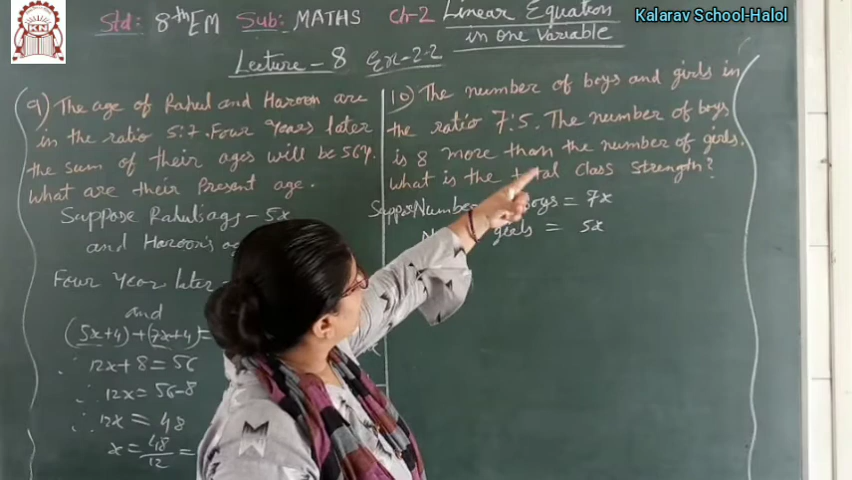 Kalarav School-Halol
KN
Std: 8th EM Sub: MATHS Ch-2 Linear Equation
in one variable
Lecture - 8 Ex-2.2
9) The age of Rahul and Haroon are
in the ratio 5:7. Four years later
the sum of their ages will be 56y.
what are their Present age.
Suppose Rahul's age - 5x
and Haroon's
Four Year later -
and
(5x+4)+(7x+4)=
∴ 12x+8=56
∴ 12x=56-8
∴ 12x = 48
x = 48/12 =
10) The number of boys and girls in
the ratio 7:5. The number of boys
is 8 more than the number of girls.
what is the total Class Strength?
Suppose Number boys = 7x
girls = 5x